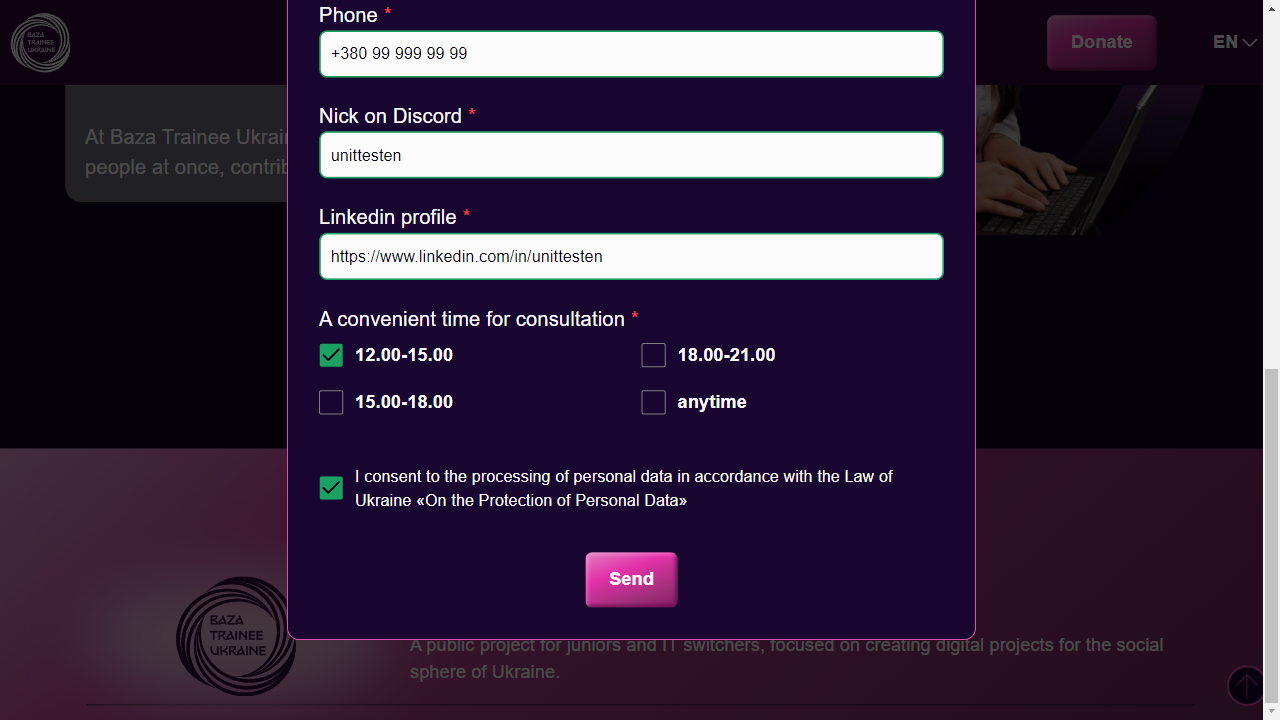 BAZA
TRAINEE
UKRAINE
Donate
EN
At Baza Trainee
people at once,
Phone *
+380 99 999 99 99
Nick on Discord *
unittesten
Linkedin profile *
https://www.linkedin.com/in/unittesten
A convenient time for consultation *
12.00-15.00
18.00-21.00
15.00-18.00
anytime
I consent to the processing of personal data in accordance with the Law of
Ukraine «On the Protection of Personal Data»
Send
BAZA
TRAINEE
UKRAINE
A public project for juniors and IT switchers, focused on creating digital projects for the social
sphere of Ukraine.